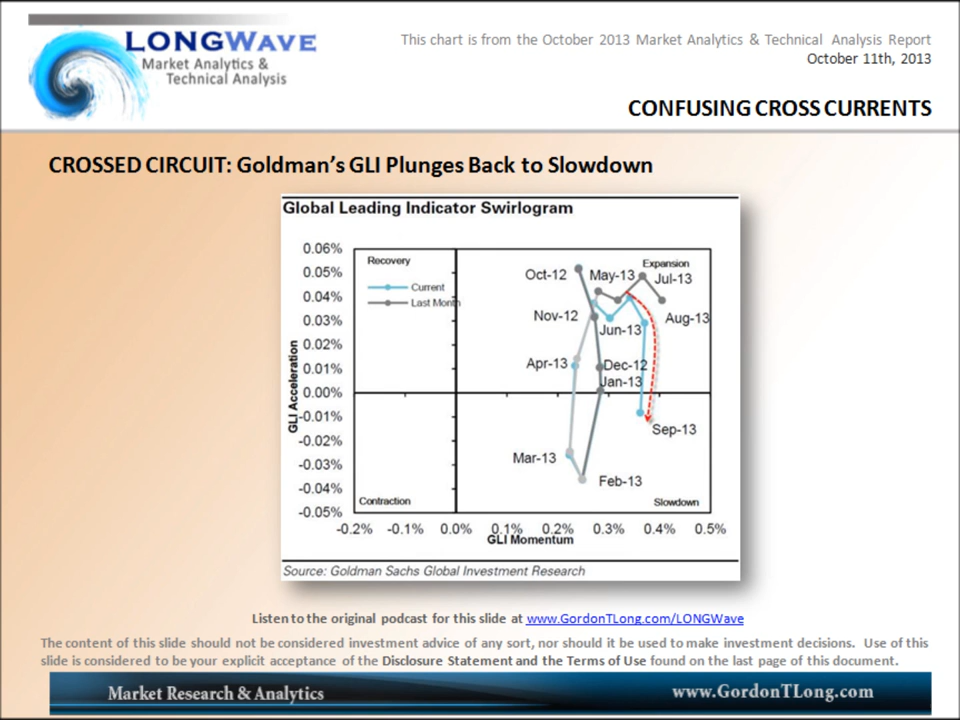 LONGWAVE
Market Analytics &
Technical Analysis
This chart is from the October 2013 Market Analytics & Technical Analysis Report
October 11th, 2013
CONFUSING CROSS CURRENTS
CROSSED CIRCUIT: Goldman's GLI Plunges Back to Slowdown
Global Leading Indicator Swirlogram
0.06%
0.05%
0.04%
0.03%
0.02%
0.01%
0.00%
-0.01%
-0.02%
-0.03%
-0.04%
-0.05%
GLI Acceleration
Recovery
Current
Last Month
Expansion
Oct-12
May-13
Jul-13
Nov-12
Jun-13
Aug-13
Apr-13
Dec-12
Jan-13
Sep-13
Mar-13
Feb-13
Contraction
Slowdown
-0.2% -0.1% 0.0% 0.1% 0.2% 0.3% 0.4% 0.5%
GLI Momentum
Source: Goldman Sachs Global Investment Research
Listen to the original podcast for this slide at www.GordonTLong.com/LONGWave
The content of this slide should not be considered investment advice of any sort, nor should it be used to make investment decisions. Use of this
slide is considered to be your explicit acceptance of the Disclosure Statement and the Terms of Use found on the last page of this document.
Market Research & Analytics
www.GordonTLong.com